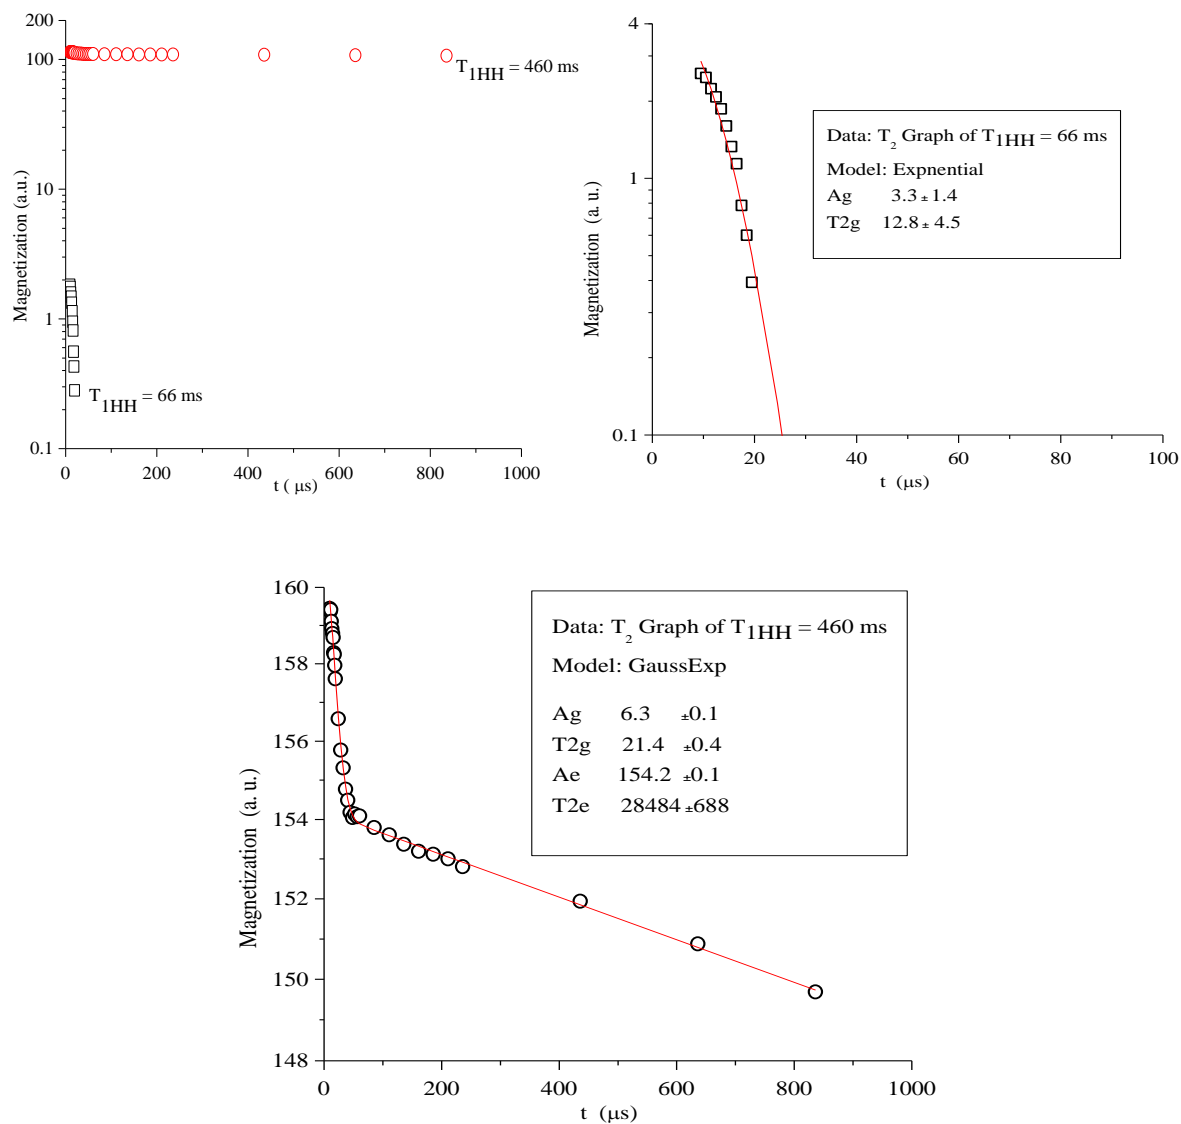 200
100
10
1
0.1
0
200
400
600
800
1000
t ( μs)
Magnetization (a.u.)
T1HH = 460 ms
T1HH = 66 ms
4
1
0.1
0
20
40
60
80
100
t (μs)
Magnetization (a. u.)
Data: T2 Graph of T1HH = 66 ms
Model: Expnential
Ag 3.3 ± 1.4
T2g 12.8 ± 4.5
160
158
156
154
152
150
148
0
200
400
600
800
1000
t (μs)
Magnetization (a. u.)
Data: T2 Graph of T1HH = 460 ms
Model: GaussExp
Ag 6.3 ±0.1
T2g 21.4 ±0.4
Ae 154.2 ±0.1
T2e 28484 ±688